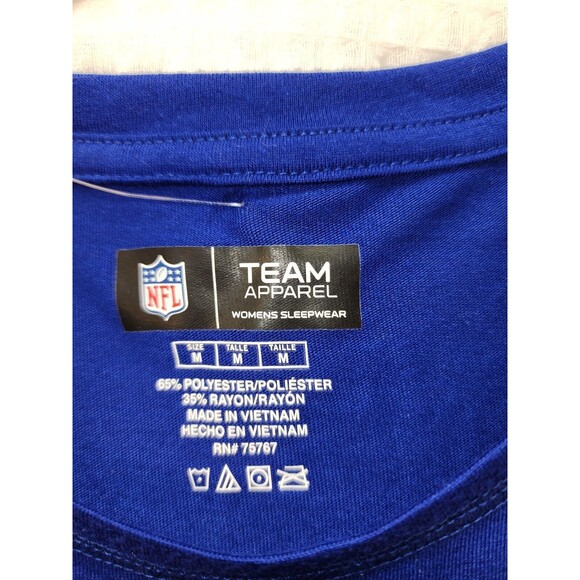 NFL
TEAM
APPAREL
WOMENS SLEEPWEAR
SIZE TALLE TAILLE
M M M
65% POLYESTER/POLIÉSTER
35% RAYON/RAYÓN
MADE IN VIETNAM
HECHO EN VIETNAM
RN# 75767